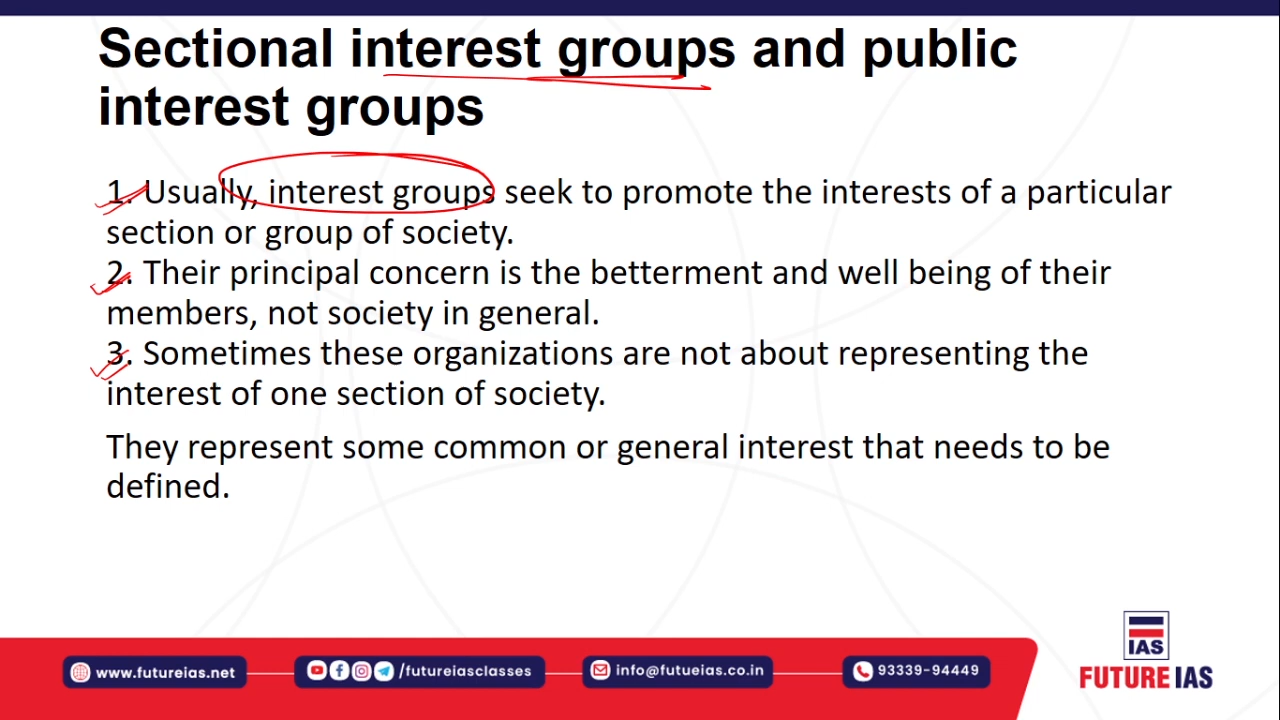 Sectional interest groups and public
interest groups
1. Usually, interest groups seek to promote the interests of a particular
section or group of society.
2. Their principal concern is the betterment and well being of their
members, not society in general.
3. Sometimes these organizations are not about representing the
interest of one section of society.
They represent some common or general interest that needs to be
defined.
IAS
www.futureias.net
/futureiasclasses
info@futueias.co.in
93339-94449
FUTURE IAS